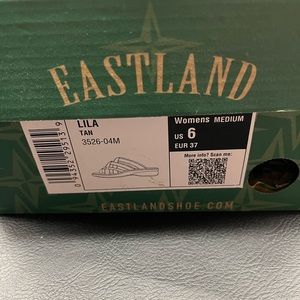 EASTLAND
LILA
TAN
3526-04M
Womens MEDIUM
US 6
EUR 37
More info? Scan me:
EASTLANDSHOE.COM